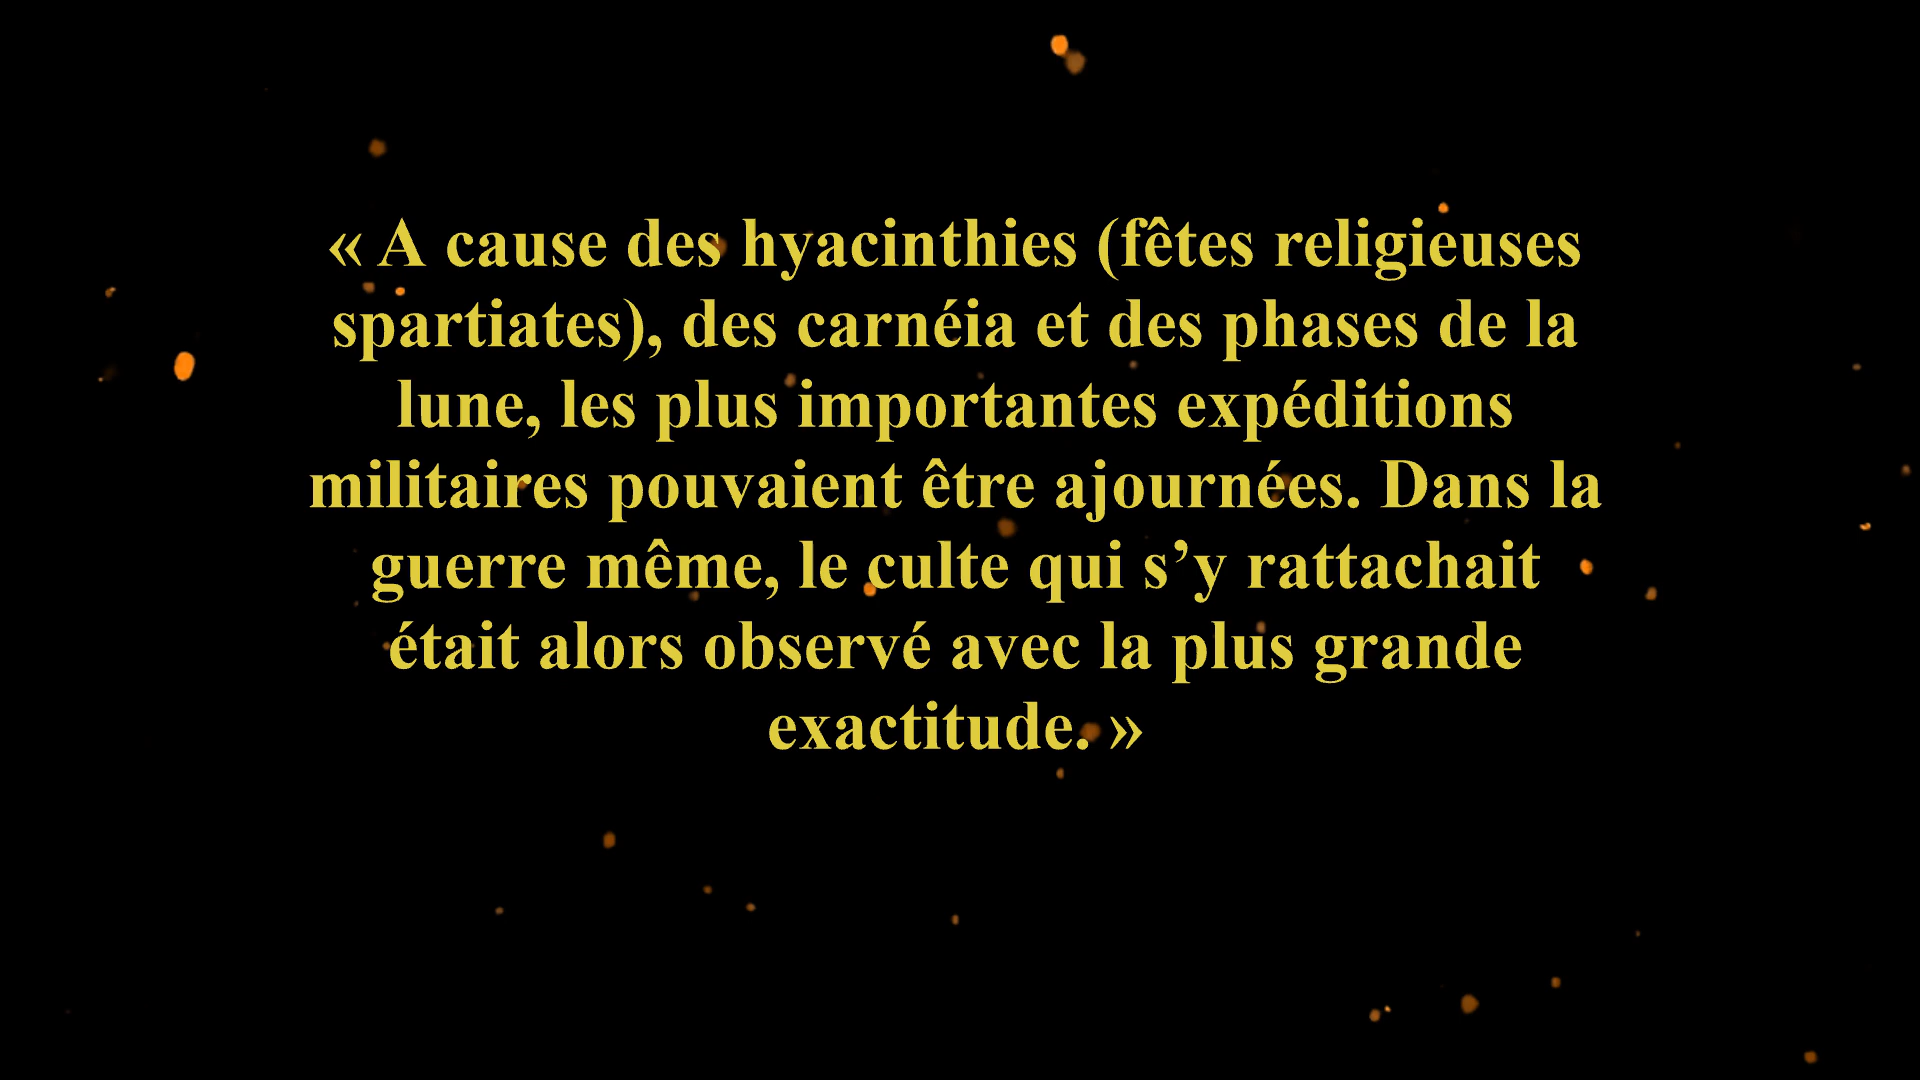 « A cause des hyacinthies (fêtes religieuses
spartiates), des carnéia et des phases de la
lune, les plus importantes expéditions
militaires pouvaient être ajournées. Dans la
guerre même, le culte qui s’y rattachait
était alors observé avec la plus grande
exactitude. »